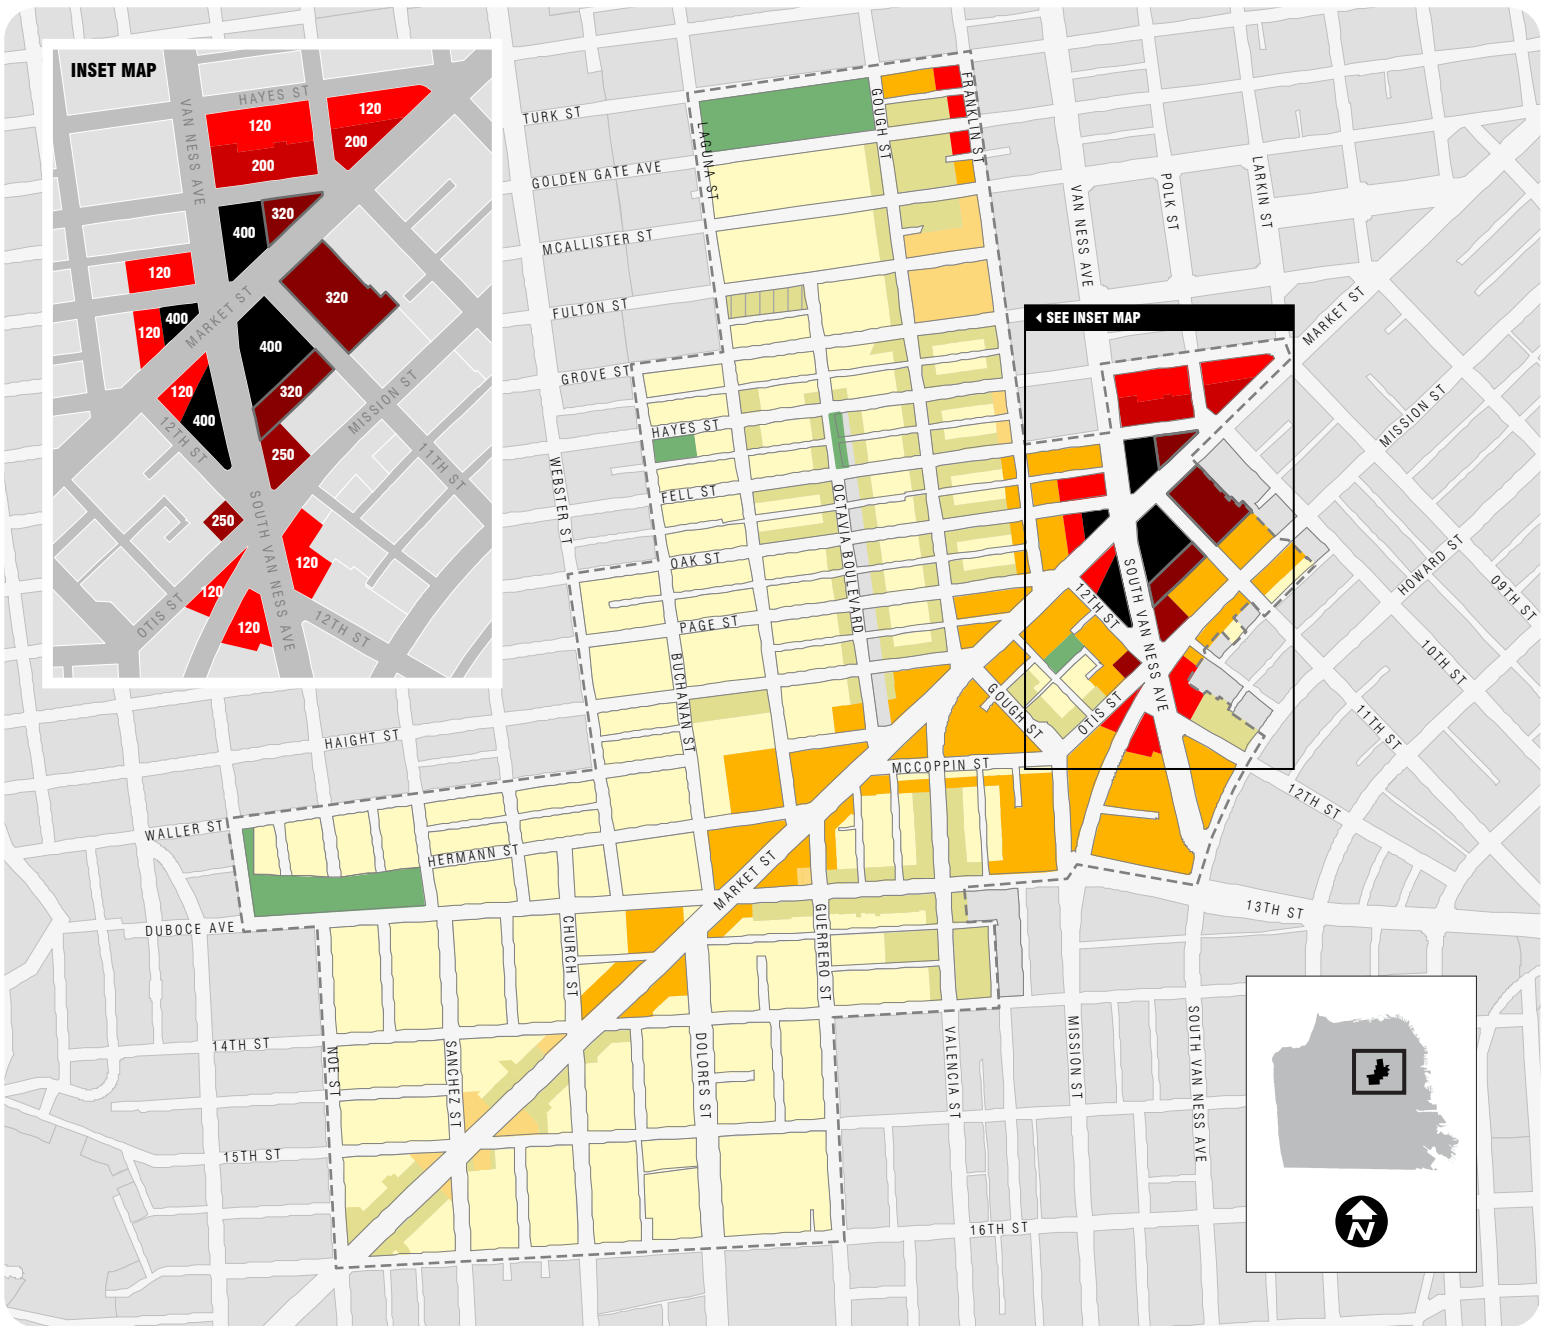 INSET MAP
HAYES ST
VAN NESS AVE
120
120
200
200
320
400
120
320
400
120
MARKET ST
400
320
120
400
MISSION ST
12TH ST
250
11TH ST
250
SOUTH VAN NESS AVE
120
120
OTIS ST
120
12TH ST
TURK ST
GOLDEN GATE AVE
MCALLISTER ST
FULTON ST
GROVE ST
HAYES ST
FELL ST
OAK ST
PAGE ST
LAGUNA ST
GOUGH ST
FRANKLIN ST
VAN NESS AVE
POLK ST
LARKIN ST
SEE INSET MAP
MARKET ST
MISSION ST
HOWARD ST
09TH ST
10TH ST
11TH ST
12TH ST
13TH ST
WEBSTER ST
OCTAVIA BOULEVARD
BUCHANAN ST
12TH ST
SOUTH VAN NESS AVE
GOUGH ST
OTIS ST
MCCOPPIN ST
HAIGHT ST
WALLER ST
HERMANN ST
MARKET ST
DUBOCE AVE
CHURCH ST
GUERRERO ST
14TH ST
NOE ST
SANCHEZ ST
DOLORES ST
VALENCIA ST
MISSION ST
SOUTH VAN NESS AVE
15TH ST
16TH ST
N